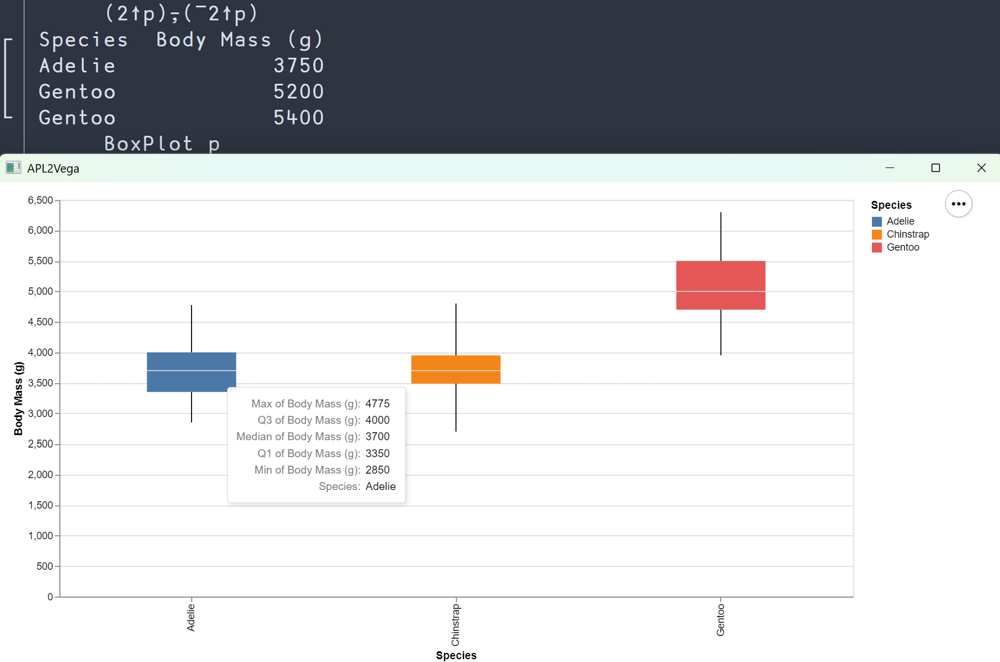 (2↑p)⍪(¯2↑p)
Species  Body Mass (g)
Adelie            3750
Gentoo            5200
Gentoo            5400
BoxPlot p
APL2Vega
6,500
6,000
5,500
5,000
4,500
4,000
3,500
3,000
2,500
2,000
1,500
1,000
500
0
Body Mass (g)
Max of Body Mass (g): 4775
Q3 of Body Mass (g): 4000
Median of Body Mass (g): 3700
Q1 of Body Mass (g): 3350
Min of Body Mass (g): 2850
Species: Adelie
Adelie
Chinstrap
Gentoo
Species
Species
Adelie
Chinstrap
Gentoo